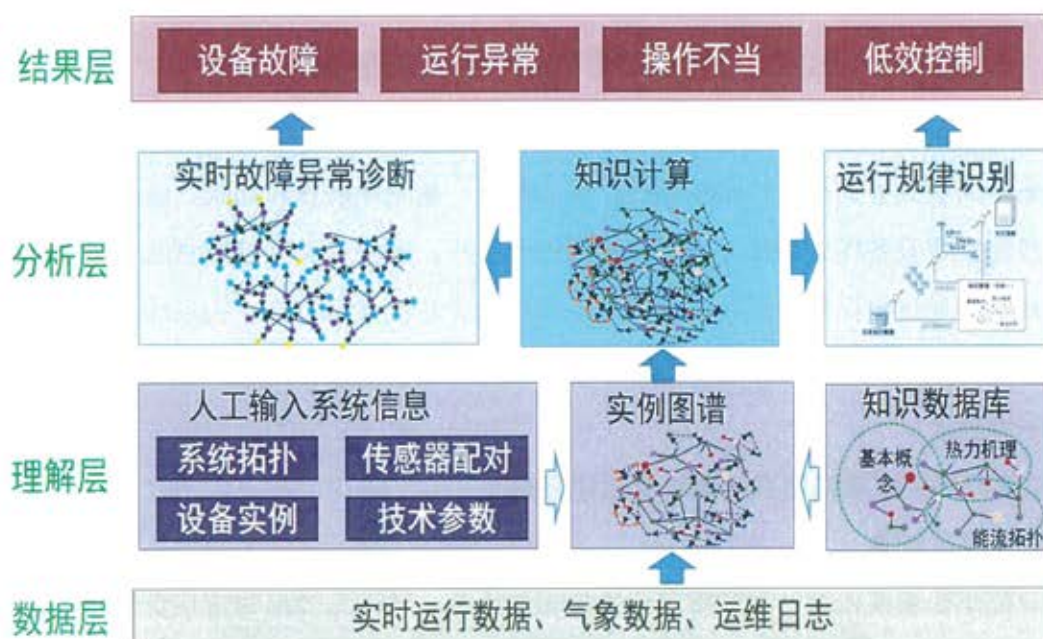 结果层
设备故障
运行异常
操作不当
低效控制
分析层
实时故障异常诊断
知识计算
运行规律识别
理解层
人工输入系统信息
系统拓扑
传感器配对
设备实例
技术参数
实例图谱
知识数据库
基本概
念
热力机理
能流拓扑
数据层
实时运行数据、气象数据、运维日志